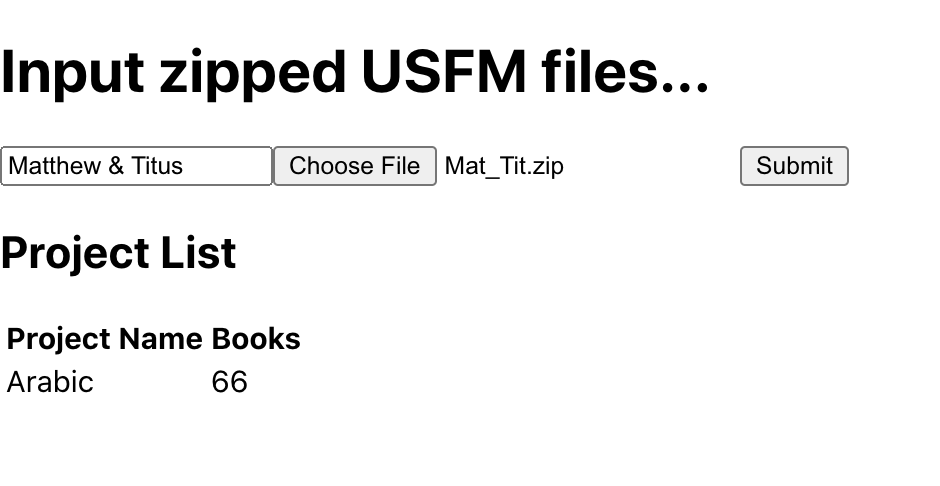 Input zipped USFM files...
Matthew & Titus Choose File Mat_Tit.zip Submit
Project List
Project Name Books
Arabic 66